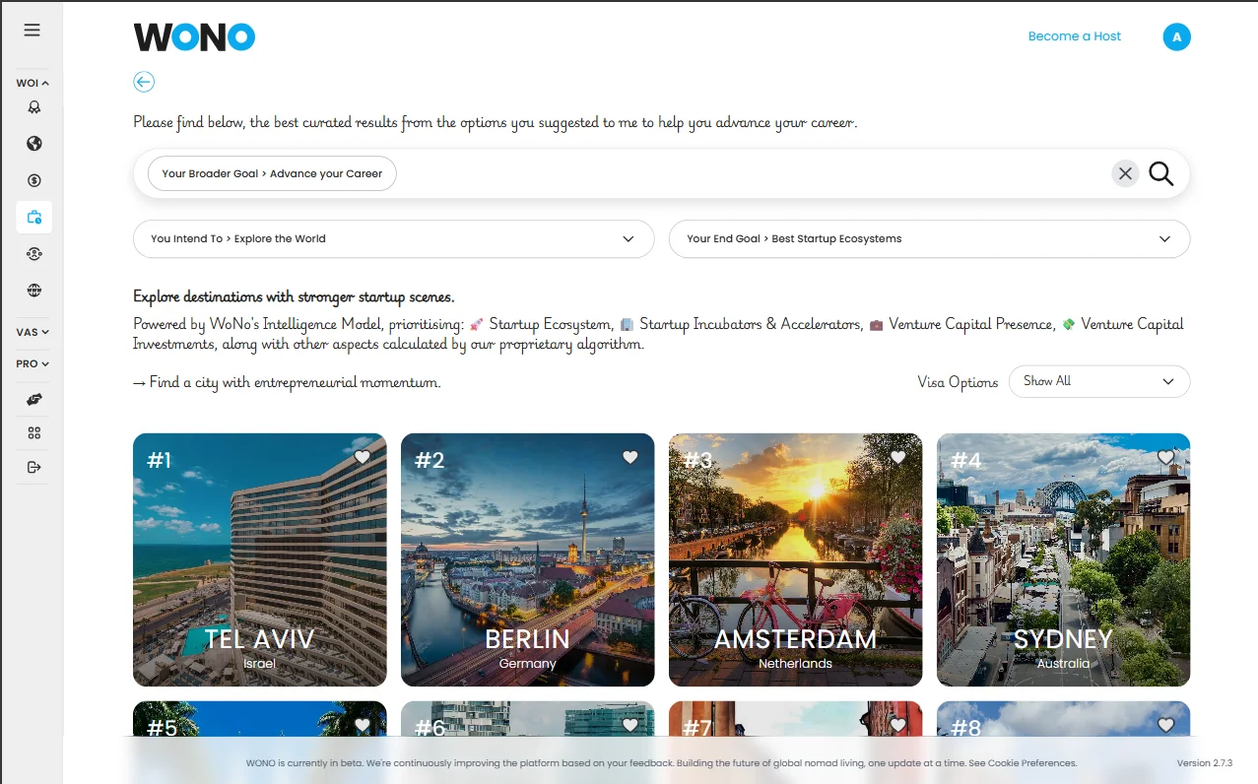 WONO
Become a Host
A
WOI
Please find below, the best curated results from the options you suggested to me to help you advance your career.
Your Broader Goal > Advance your Career
You Intend To > Explore the World
Your End Goal > Best Startup Ecosystems
Explore destinations with stronger startup scenes.
Powered by WoNo's Intelligence Model, prioritising: 🚀 Startup Ecosystem, 🏢 Startup Incubators & Accelerators, 💼 Venture Capital Presence, 💸 Venture Capital
Investments, along with other aspects calculated by our proprietary algorithm.
VAS
PRO
→ Find a city with entrepreneurial momentum.
Visa Options
Show All
#1
TEL AVIV
Israel
#2
BERLIN
Germany
#3
AMSTERDAM
Netherlands
#4
SYDNEY
Australia
#5
#6
#7
#8
WONO is currently in beta. We're continuously improving the platform based on your feedback. Building the future of global nomad living, one update at a time. See Cookie Preferences.
Version 2.7.3